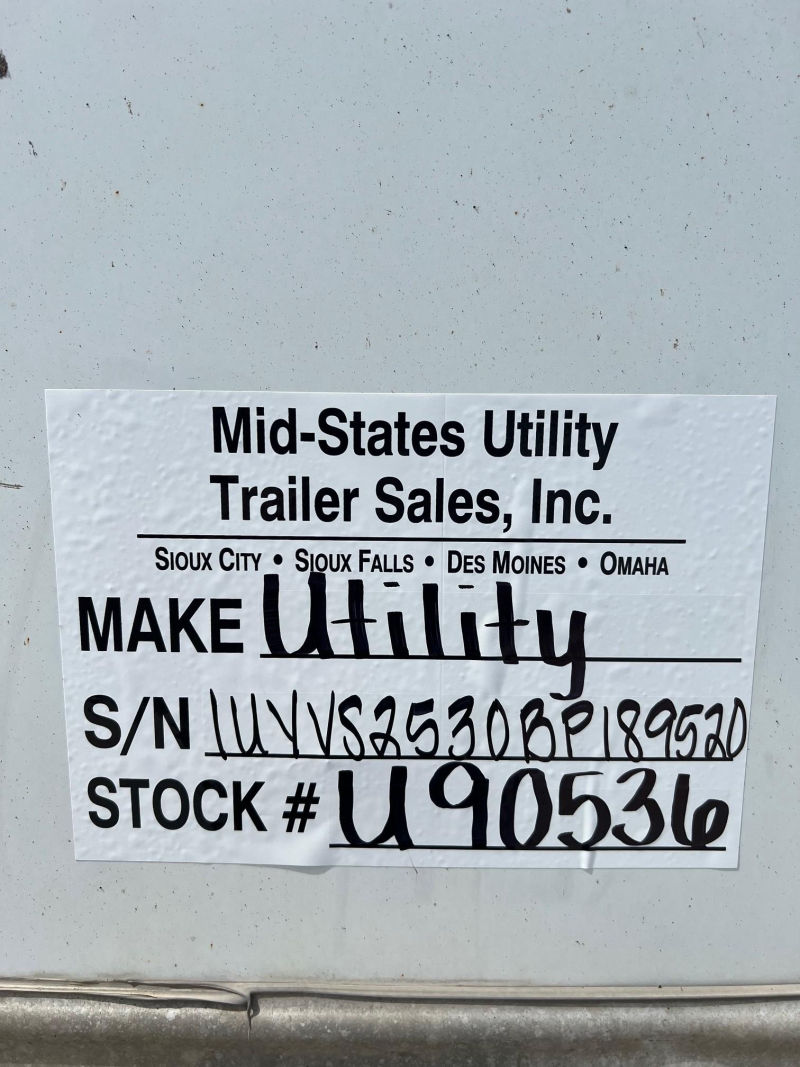 Mid-States Utility
Trailer Sales, Inc.
SIOUX CITY • SIOUX FALLS • DES MOINES • OMAHA
MAKE Utility
S/N 1UYVS2530BP189520
STOCK # U90536